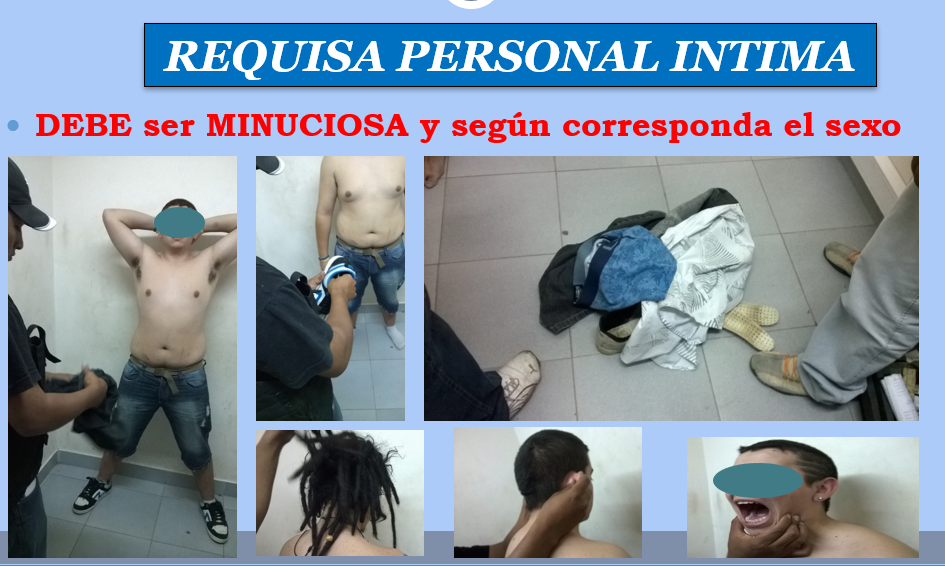 REQUISA PERSONAL INTIMA
DEBE ser MINUCIOSA y según corresponda el sexo